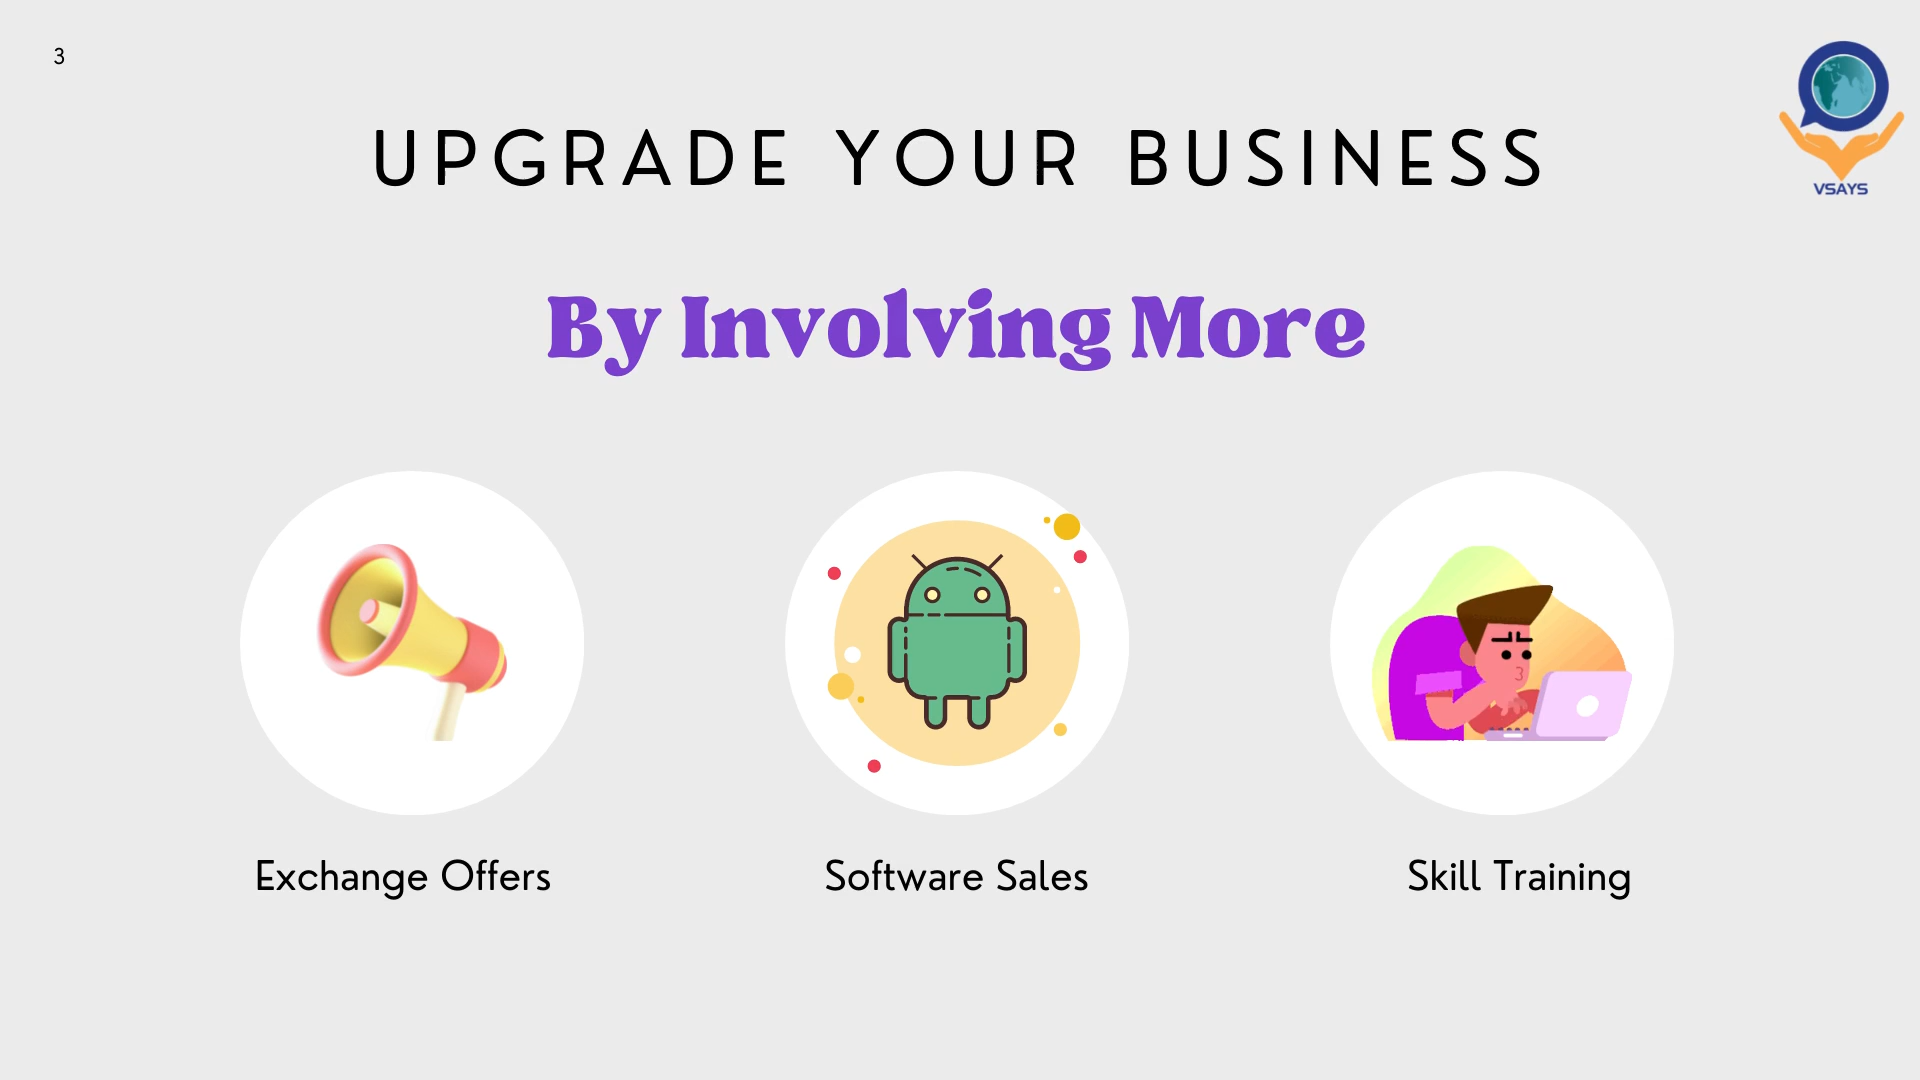 3
VSAYS
UPGRADE YOUR BUSINESS
By Involving More
Exchange Offers
Software Sales
Skill Training